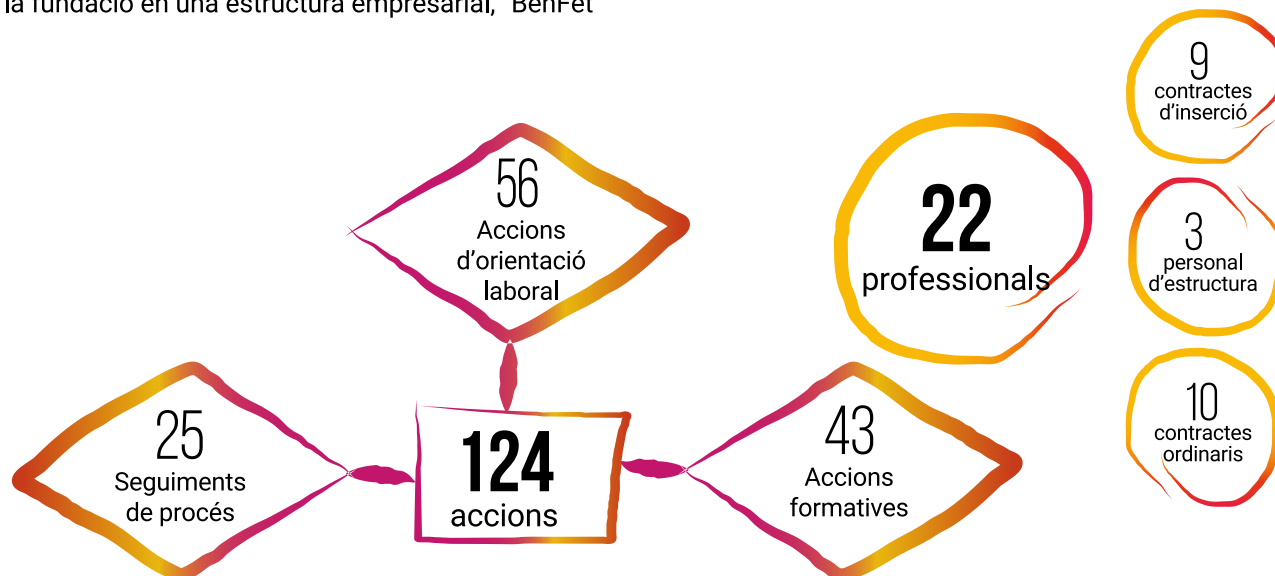 la fundació en una estructura empresarial, “BenFet”
56
Accions
d’orientació
laboral
25
Seguiments
de procés
124
accions
43
Accions
formatives
22
professionals
9
contractes
d’inserció
3
personal
d’estructura
10
contractes
ordinaris